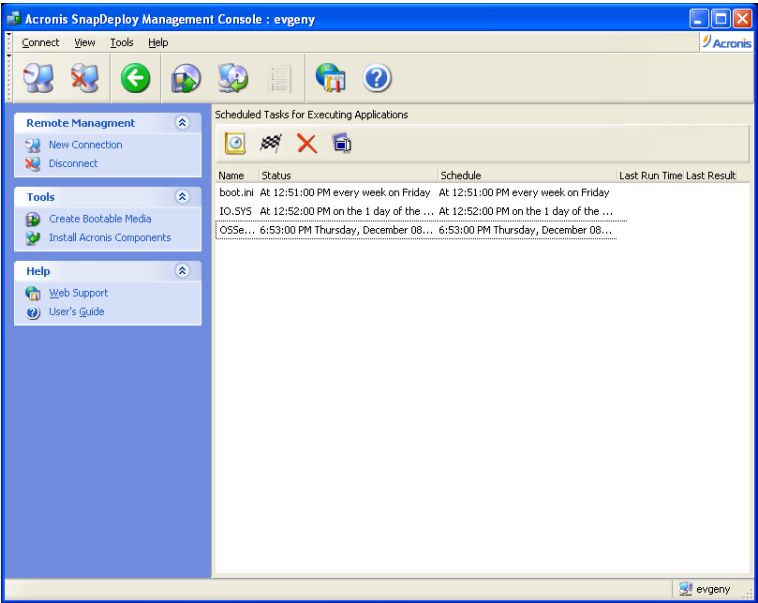 Acronis SnapDeploy Management Console : evgeny
Connect View Tools Help
Acronis
Remote Managment
New Connection
Disconnect
Tools
Create Bootable Media
Install Acronis Components
Help
Web Support
User's Guide
Scheduled Tasks for Executing Applications
Name Status Schedule Last Run Time Last Result
boot.ini At 12:51:00 PM every week on Friday At 12:51:00 PM every week on Friday
IO.SYS At 12:52:00 PM on the 1 day of the ... At 12:52:00 PM on the 1 day of the ...
OSSe... 6:53:00 PM Thursday, December 08... 6:53:00 PM Thursday, December 08...
evgeny